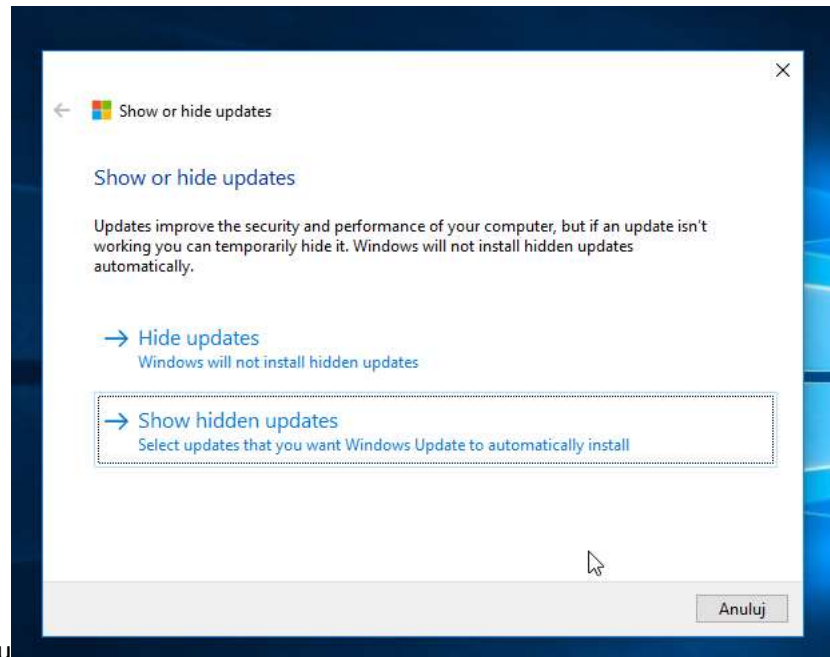 Show or hide updates
Show or hide updates
Updates improve the security and performance of your computer, but if an update isn't
working you can temporarily hide it. Windows will not install hidden updates
automatically.
Hide updates
Windows will not install hidden updates
Show hidden updates
Select updates that you want Windows Update to automatically install
Anuluj
u